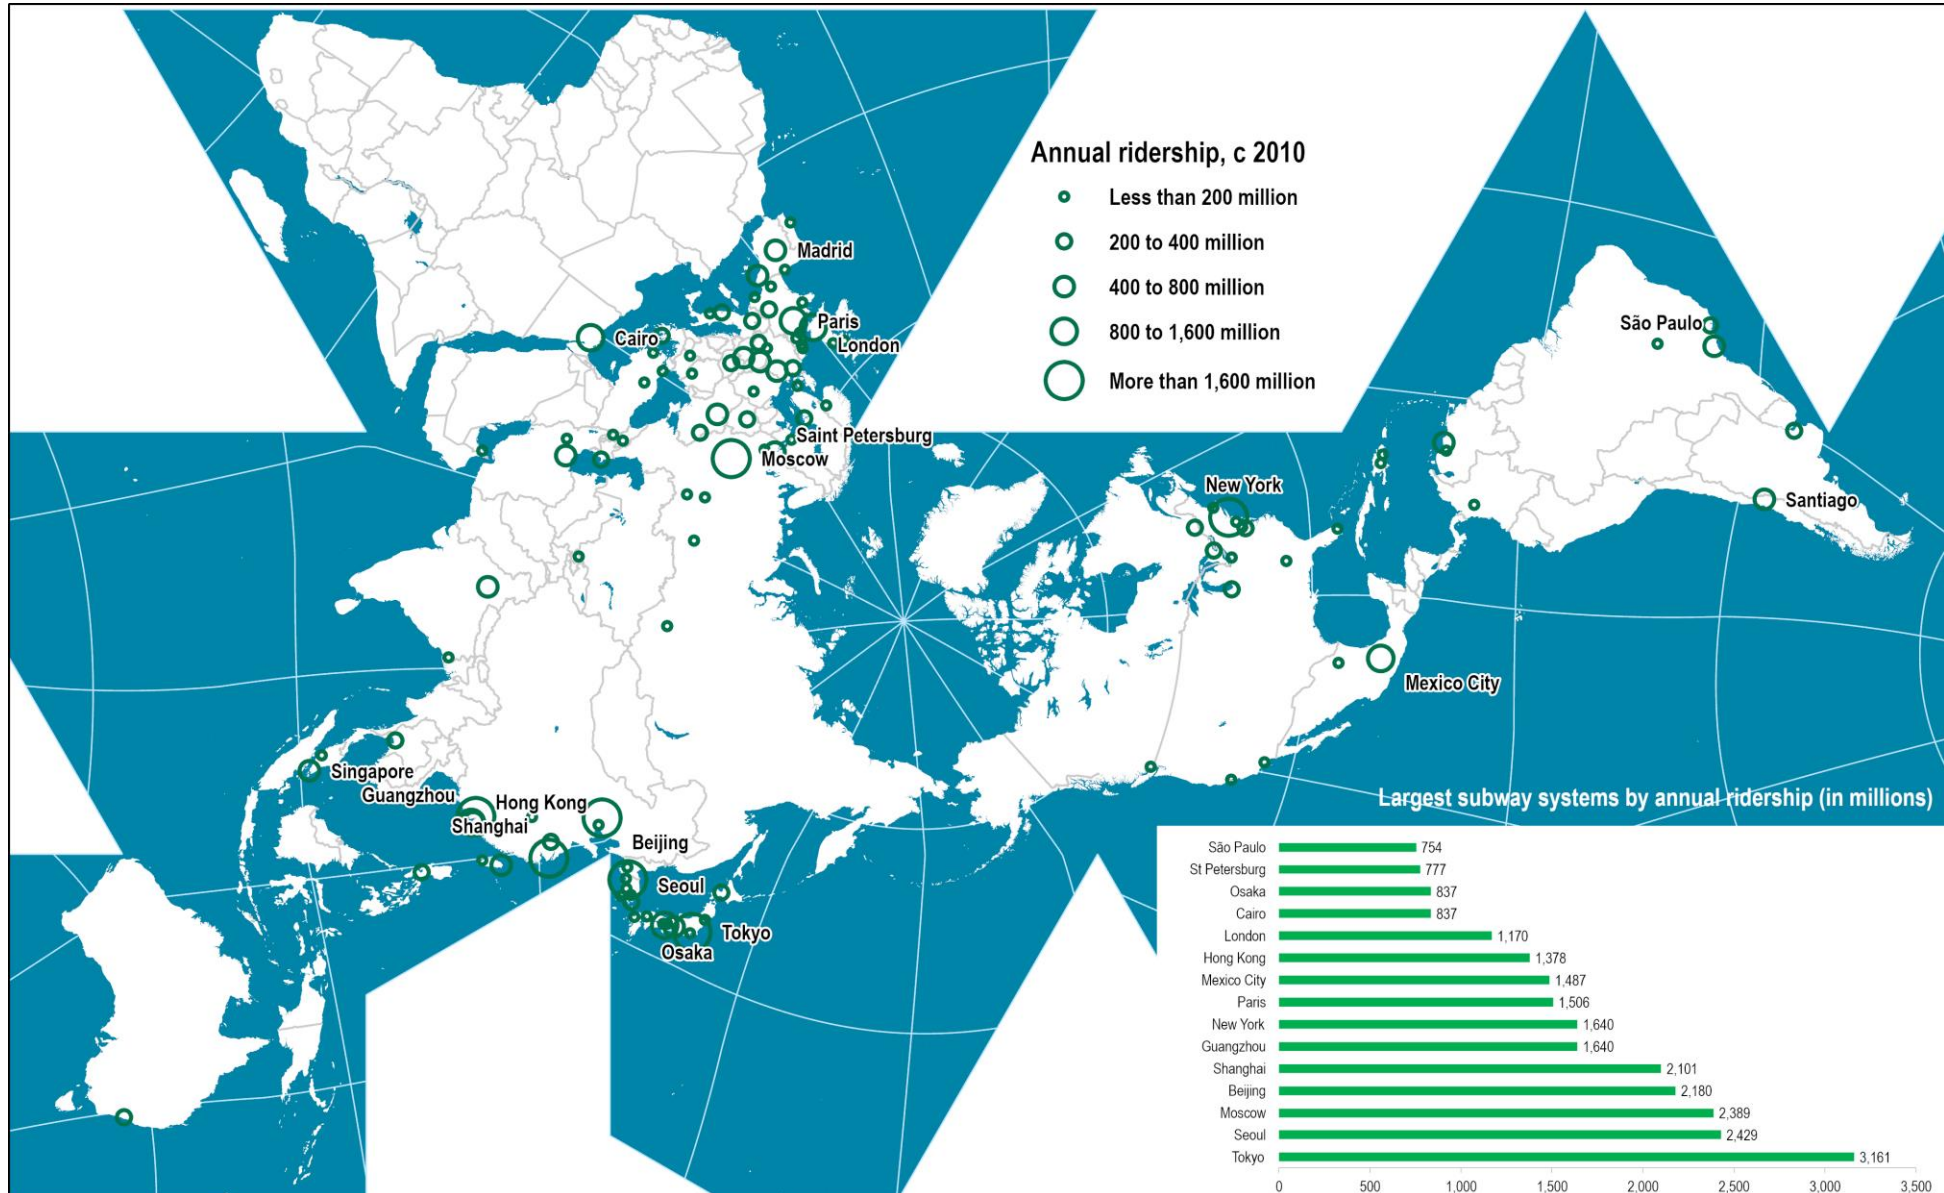 Annual ridership, c 2010
Less than 200 million
200 to 400 million
400 to 800 million
800 to 1,600 million
More than 1,600 million
Madrid
Paris
London
Cairo
Saint Petersburg
Moscow
New York
São Paulo
Santiago
Mexico City
Singapore
Guangzhou
Hong Kong
Shanghai
Beijing
Seoul
Tokyo
Osaka
Largest subway systems by annual ridership (in millions)
São Paulo 754
St Petersburg 777
Osaka 837
Cairo 837
London 1,170
Hong Kong 1,378
Mexico City 1,487
Paris 1,506
New York 1,640
Guangzhou 1,640
Shanghai 2,101
Beijing 2,180
Moscow 2,389
Seoul 2,429
Tokyo 3,161
0 500 1,000 1,500 2,000 2,500 3,000 3,500